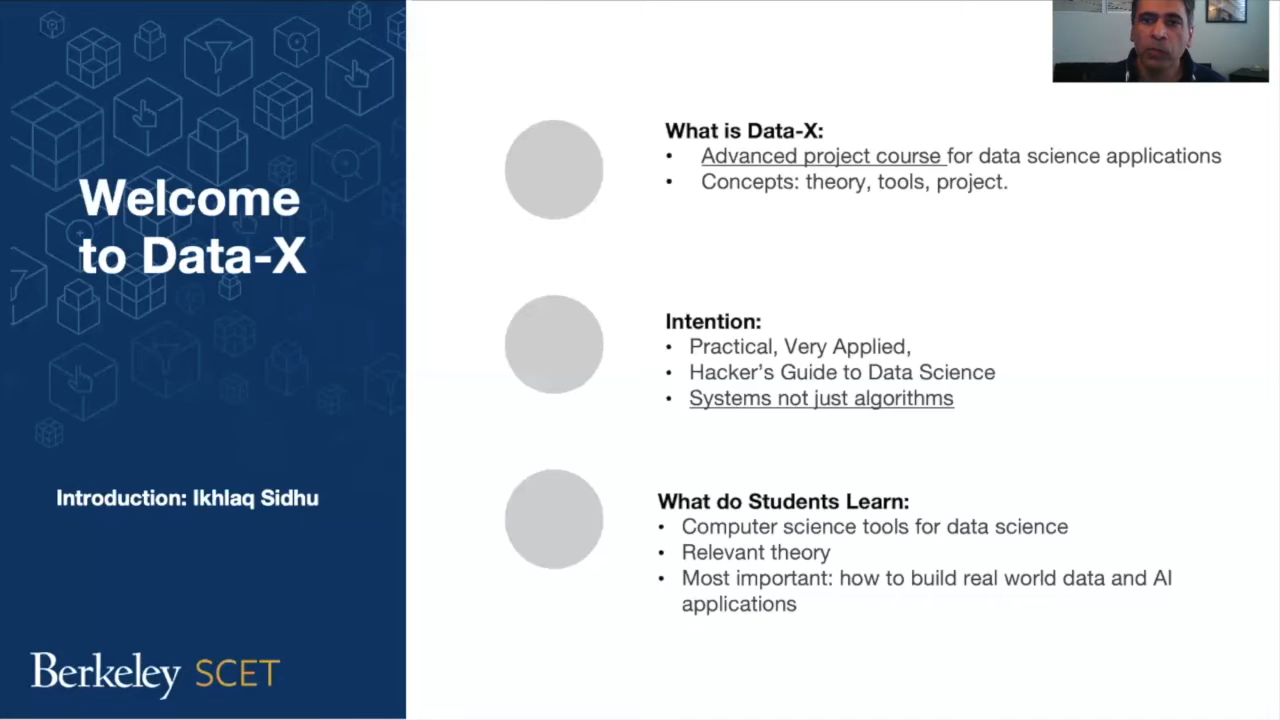 Welcome
to Data-X
Introduction: Ikhlaq Sidhu
Berkeley SCET
What is Data-X:
• Advanced project course for data science applications
• Concepts: theory, tools, project.
Intention:
• Practical, Very Applied,
• Hacker's Guide to Data Science
• Systems not just algorithms
What do Students Learn:
• Computer science tools for data science
• Relevant theory
• Most important: how to build real world data and AI
applications